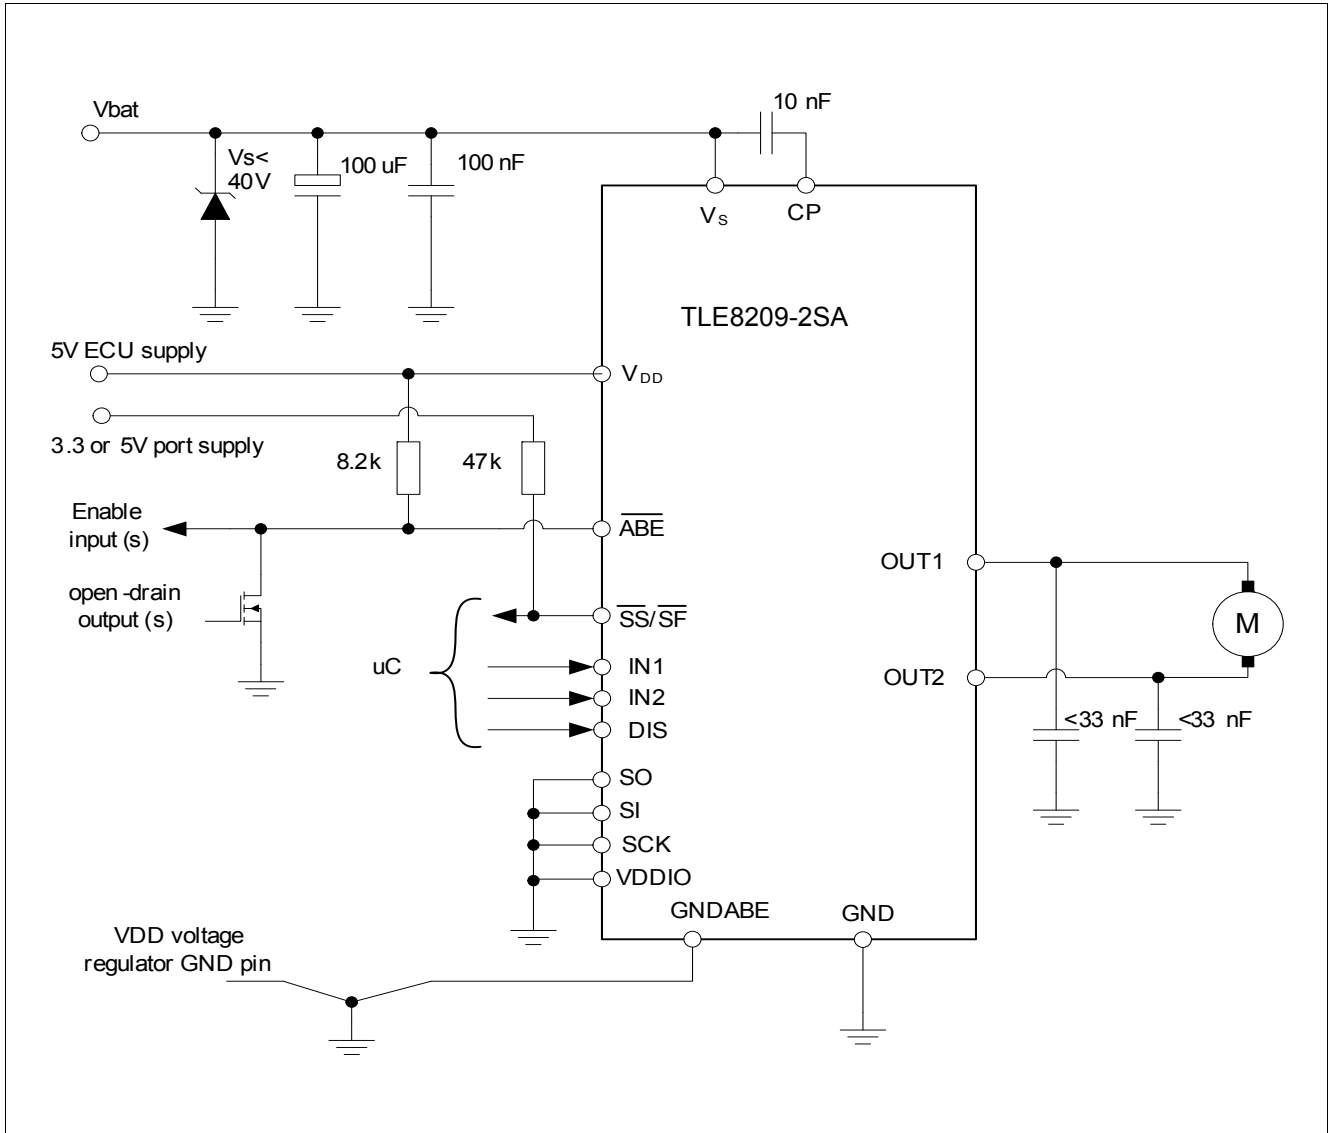 Vbat
10 nF
Vs<
40V
100 uF
100 nF
VS
CP
TLE8209-2SA
5V ECU supply
VDD
3.3 or 5V port supply
8.2k
47k
Enable
input (s)
ABE
open-drain
output (s)
SS/SF
uC
IN1
IN2
DIS
OUT1
M
OUT2
<33 nF
<33 nF
SO
SI
SCK
VDDIO
GNDABE
GND
VDD voltage
regulator GND pin